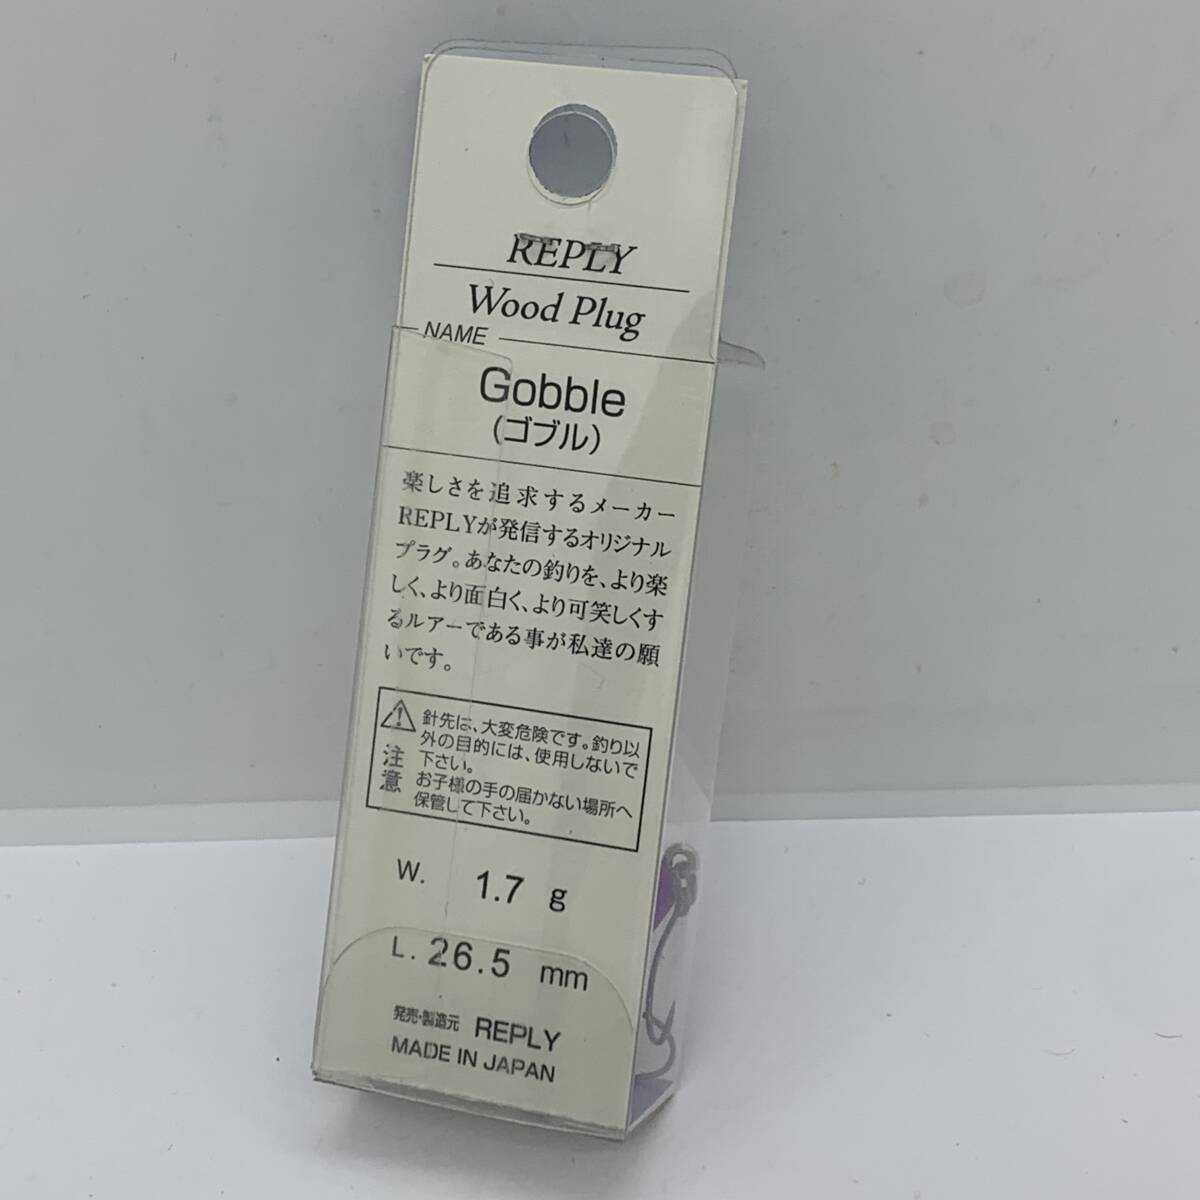 REPLY
Wood Plug
NAME
Gobble
(ゴブル)
楽しさを追求するメーカー
REPLYが発信するオリジナル
プラグ。あなたの釣りを、より楽
しく、より面白く、より可笑しくす
るルアーである事が私達の願
いです。
注意
針先は、大変危険です。釣り以
外の目的には、使用しないで
下さい。
お子様の手の届かない場所へ
保管して下さい。
W. 1.7 g
L. 26.5 mm
発売・製造元 REPLY
MADE IN JAPAN